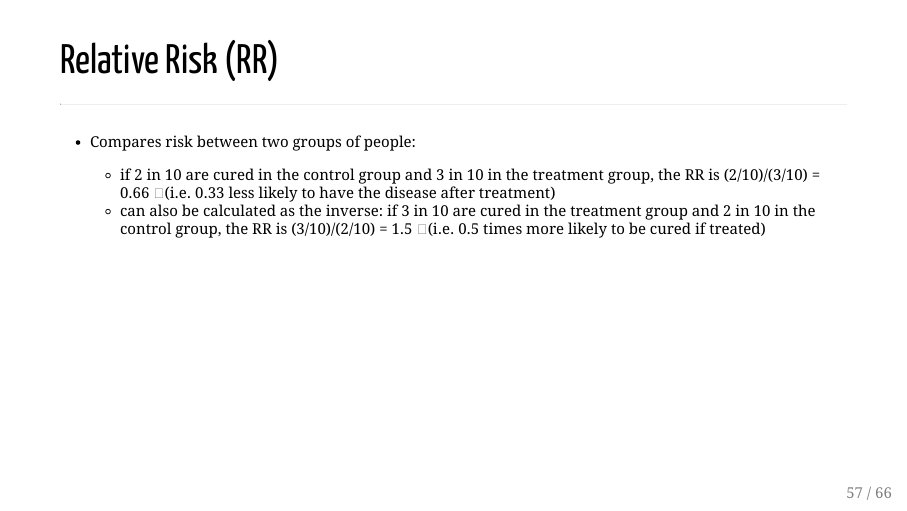 Relative Risk (RR)
• Compares risk between two groups of people:
◦ if 2 in 10 are cured in the control group and 3 in 10 in the treatment group, the RR is (2/10)/(3/10) =
0.66 (i.e. 0.33 less likely to have the disease after treatment)
◦ can also be calculated as the inverse: if 3 in 10 are cured in the treatment group and 2 in 10 in the
control group, the RR is (3/10)/(2/10) = 1.5 (i.e. 0.5 times more likely to be cured if treated)
57 / 66